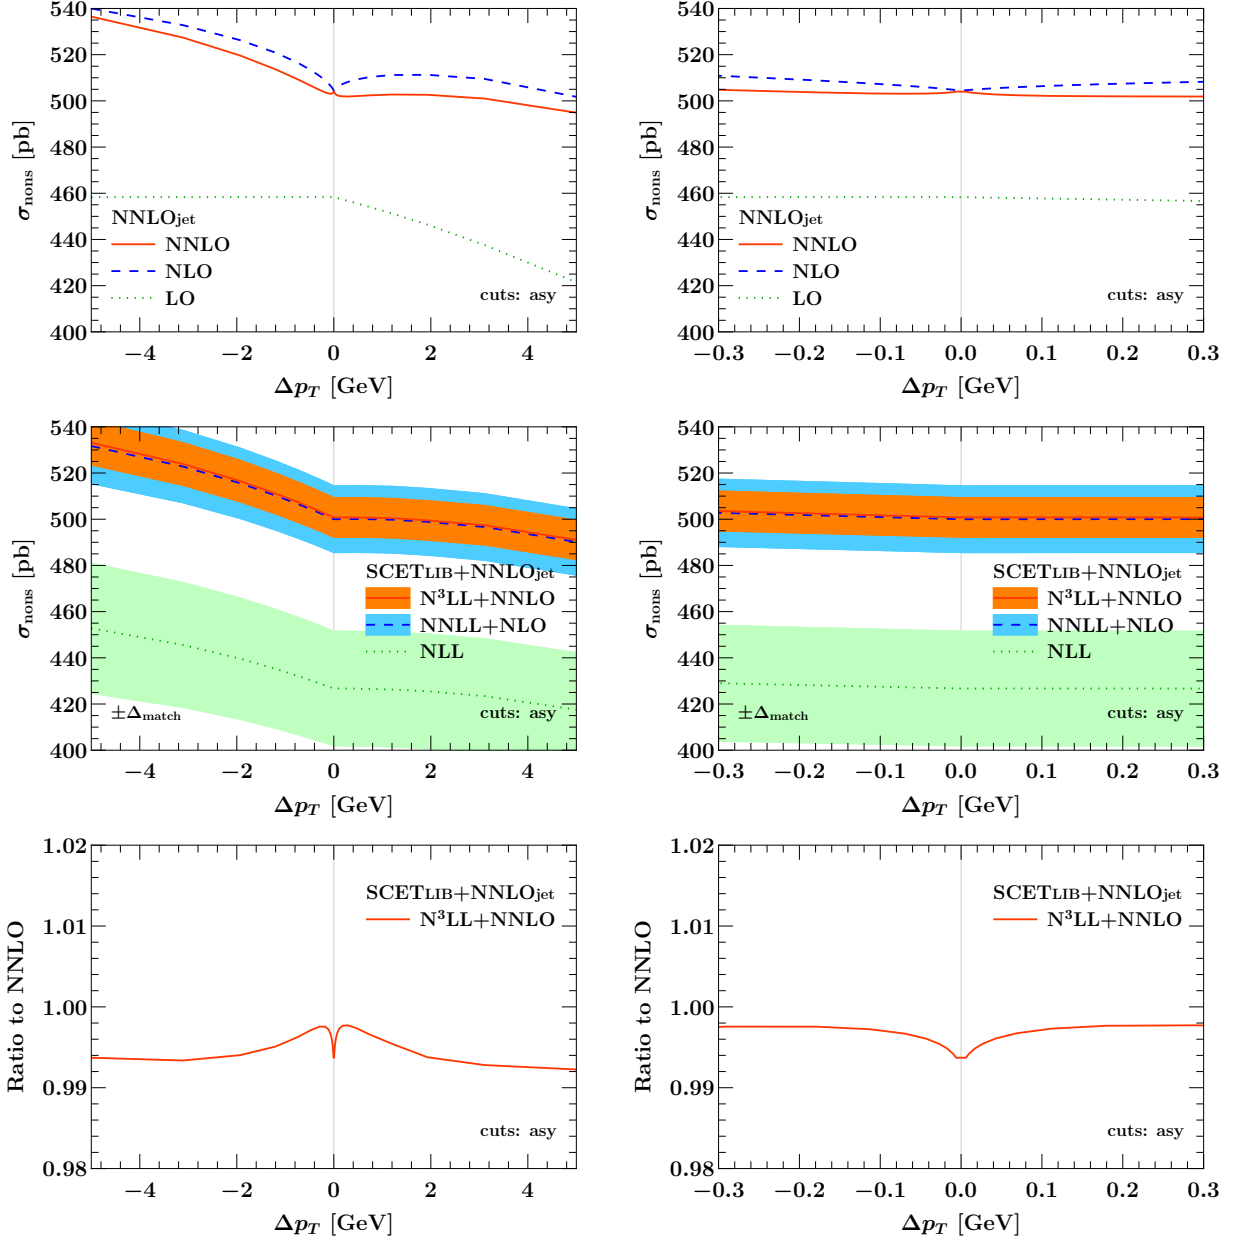 540
520
500
480
460
440
420
400
σnons [pb]
NNLOjet
NNLO
NLO
LO
cuts: asy
−4 −2 0 2 4
ΔpT [GeV]
540
520
500
480
460
440
420
400
σnons [pb]
NNLOjet
NNLO
NLO
LO
cuts: asy
−0.3 −0.2 −0.1 0.0 0.1 0.2 0.3
ΔpT [GeV]
540
520
500
480
460
440
420
400
σnons [pb]
SCETLIB+NNLOjet
N³LL+NNLO
NNLL+NLO
NLL
±Δmatch
cuts: asy
−4 −2 0 2 4
ΔpT [GeV]
540
520
500
480
460
440
420
400
σnons [pb]
SCETLIB+NNLOjet
N³LL+NNLO
NNLL+NLO
NLL
±Δmatch
cuts: asy
−0.3 −0.2 −0.1 0.0 0.1 0.2 0.3
ΔpT [GeV]
1.02
1.01
1.00
0.99
0.98
Ratio to NNLO
SCETLIB+NNLOjet
N³LL+NNLO
cuts: asy
−4 −2 0 2 4
ΔpT [GeV]
1.02
1.01
1.00
0.99
0.98
Ratio to NNLO
SCETLIB+NNLOjet
N³LL+NNLO
cuts: asy
−0.3 −0.2 −0.1 0.0 0.1 0.2 0.3
ΔpT [GeV]